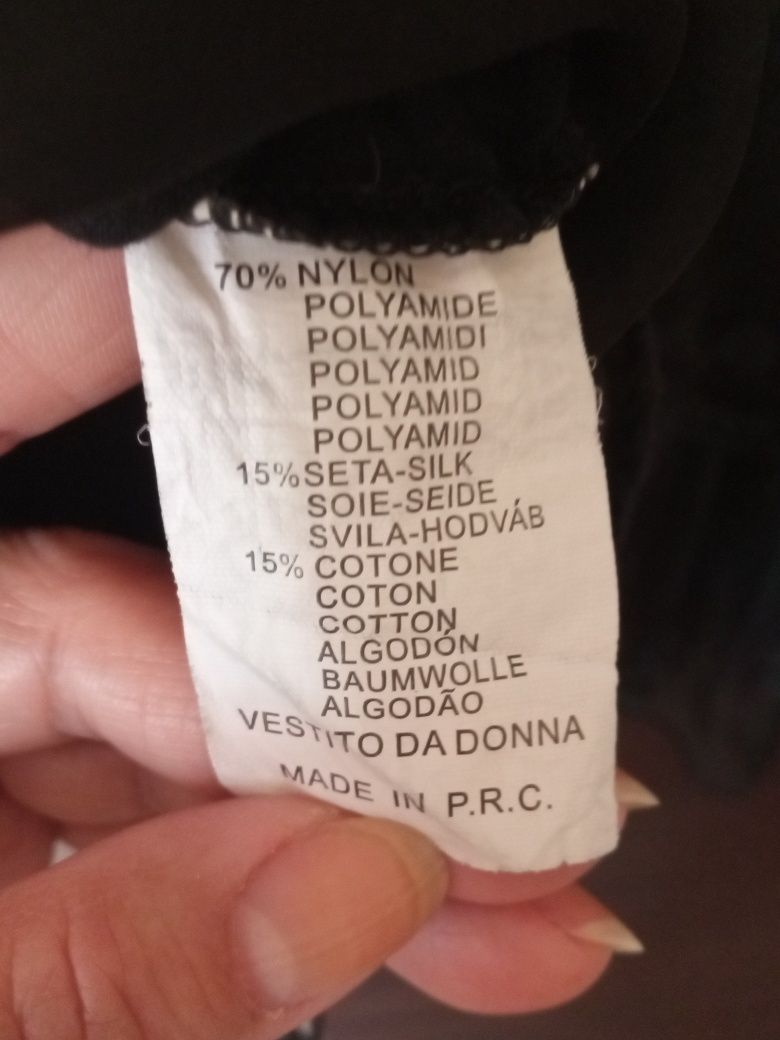 70% NYLON
POLYAMIDE
POLYAMIDI
POLYAMID
POLYAMID
POLYAMID
15% SETA-SILK
SOIE-SEIDE
SVILA-HODVÁB
15% COTONE
COTON
COTTON
ALGODÓN
BAUMWOLLE
ALGODÃO
VESTITO DA DONNA
MADE IN P.R.C.